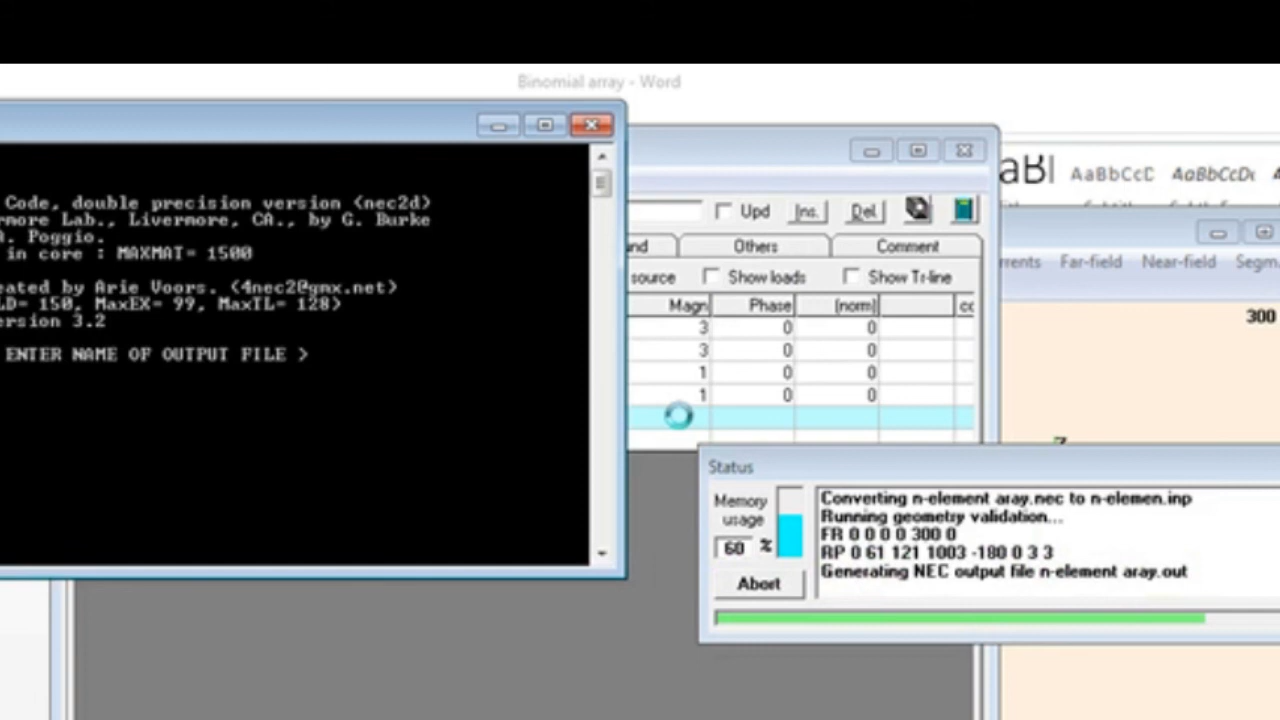 Binomial array - Word
Code, double precision version (nec2d)
rmore Lab., Livermore, CA., by G. Burke
. Poggio.
in core : MAXMAT= 1500
eated by Arie Voors. (4nec2@gmx.net)
LD= 150, MaxEX= 99, MaxTL= 128)
ersion 3.2
ENTER NAME OF OUTPUT FILE >
Upd Ins. Del.
und Others Comment
source Show loads Show Tr-line
Magn Phase (norm) co
3 0 0
3 0 0
1 0 0
1 0 0
aBl AaBbCcD AaBbCcDc
rrents Far-field Near-field Segm.
300
Z
Status
Memory
usage
60 %
Abort
Converting n-element aray.nec to n-elemen.inp
Running geometry validation...
FR 0 0 0 0 300 0
RP 0 61 121 1003 -180 0 3 3
Generating NEC output file n-element aray.out